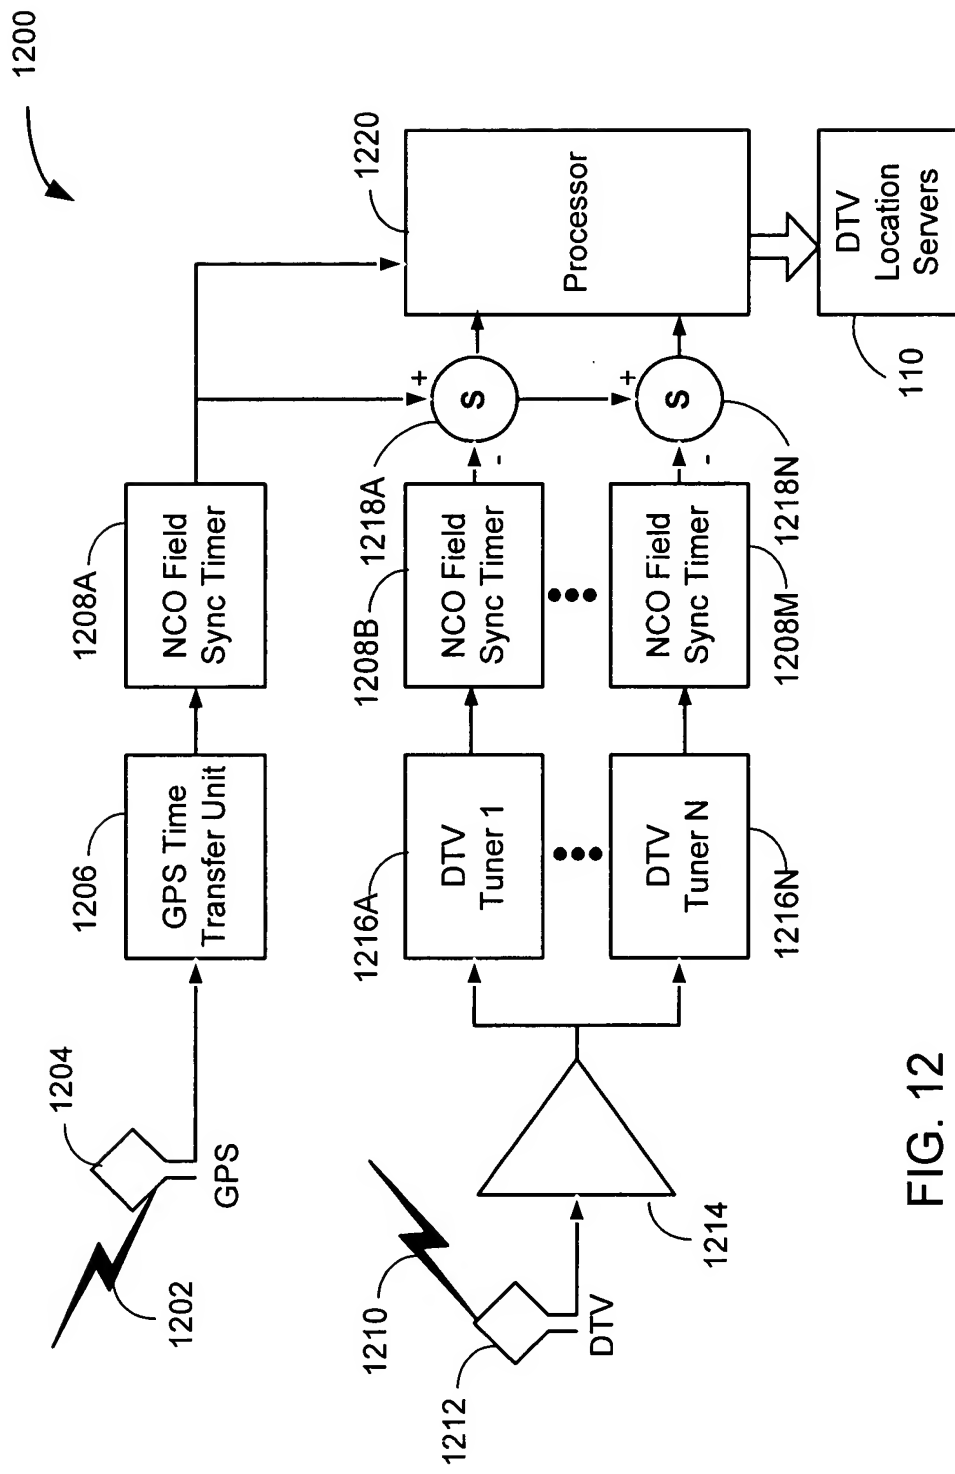 1200
1202
1204
GPS
1206
GPS Time
Transfer Unit
1208A
NCO Field
Sync Timer
1210
1212
DTV
1214
1216A
DTV
Tuner 1
1208B
NCO Field
Sync Timer
1218A
+
S
-
1220
Processor
1216N
DTV
Tuner N
1208M
NCO Field
Sync Timer
1218N
+
S
-
110
DTV
Location
Servers
FIG. 12